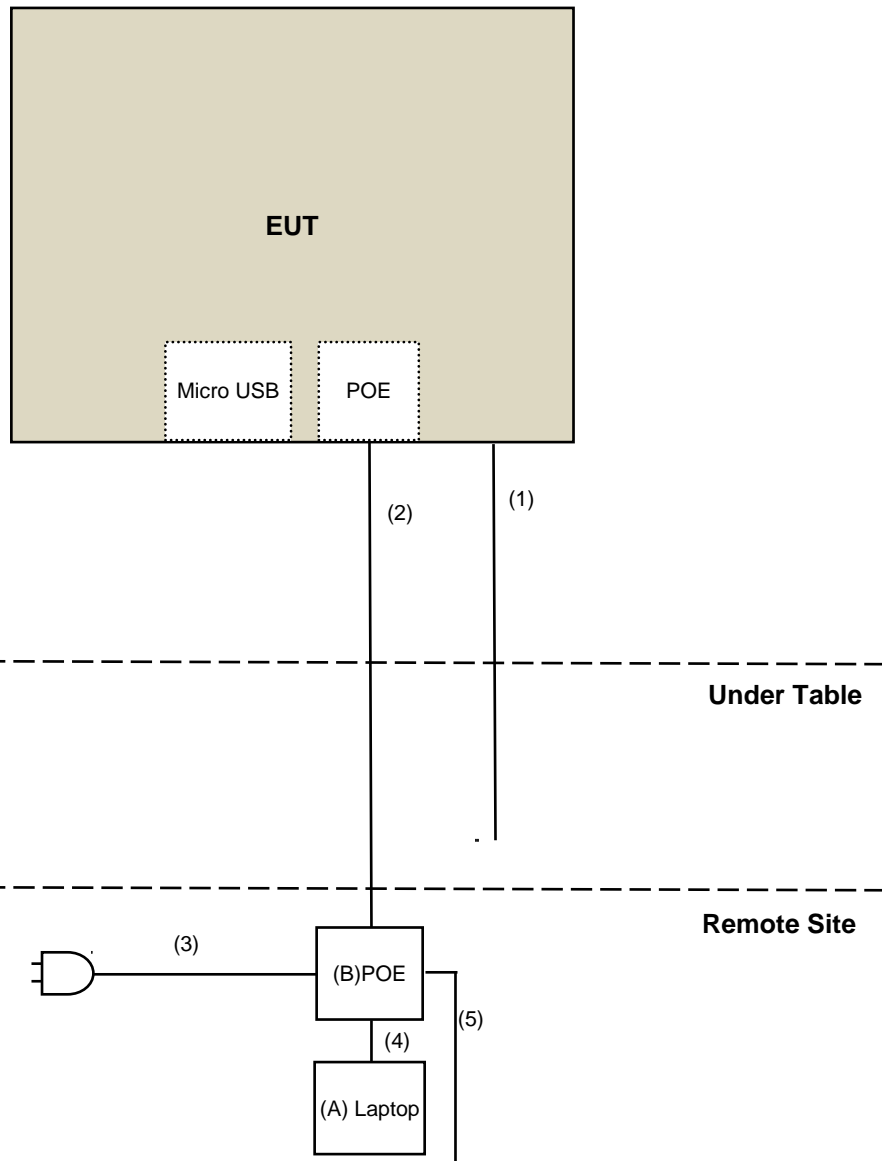 EUT
Micro USB
POE
(1)
(2)
Under Table
Remote Site
(3)
(B)POE
(5)
(4)
(A) Laptop